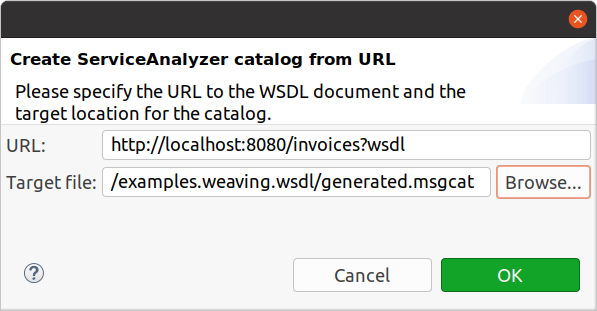 Create ServiceAnalyzer catalog from URL
Please specify the URL to the WSDL document and the
target location for the catalog.
URL: http://localhost:8080/invoices?wsdl
Target file: /examples.weaving.wsdl/generated.msgcat Browse...
? Cancel OK